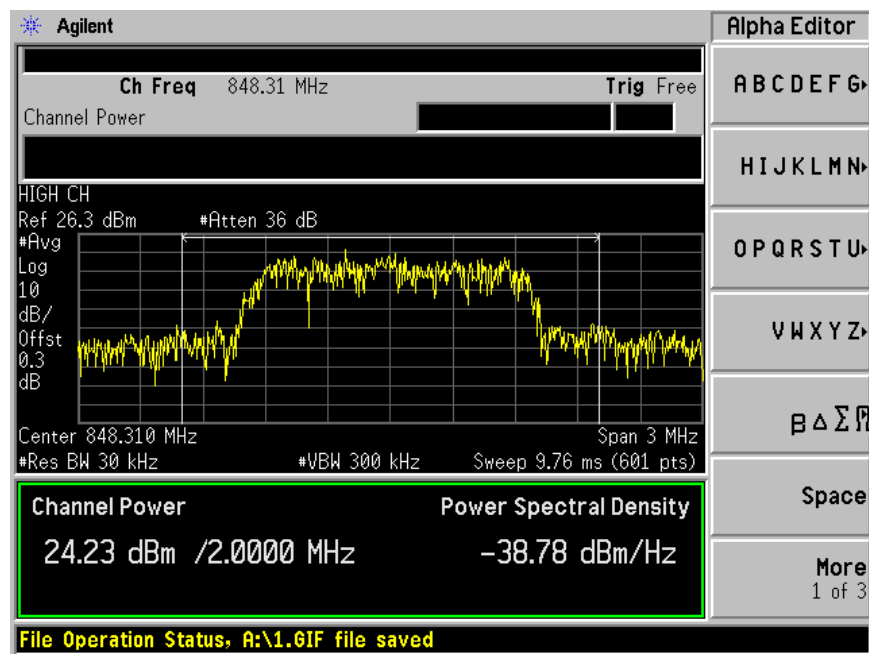 Agilent
Alpha Editor
Ch Freq 848.31 MHz Trig Free
Channel Power
HIGH CH
Ref 26.3 dBm #Atten 36 dB
#Avg
Log
10
dB/
Offst
0.3
dB
Center 848.310 MHz Span 3 MHz
#Res BW 30 kHz #VBW 300 kHz Sweep 9.76 ms (601 pts)
Channel Power Power Spectral Density
24.23 dBm /2.0000 MHz -38.78 dBm/Hz
File Operation Status, A:\1.GIF file saved
A B C D E F G
H I J K L M N
O P Q R S T U
V W X Y Z
β Δ Σ
Space
More
1 of 3